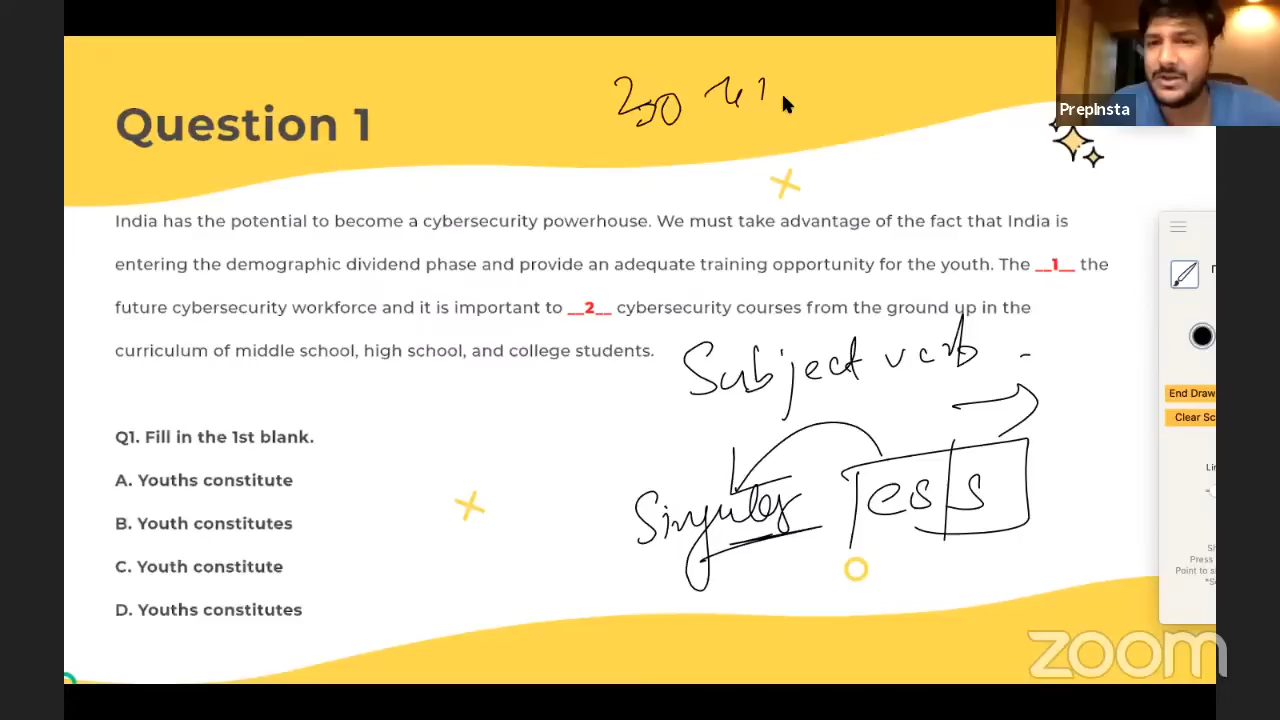 PrepInsta
Question 1
India has the potential to become a cybersecurity powerhouse. We must take advantage of the fact that India is
entering the demographic dividend phase and provide an adequate training opportunity for the youth. The __1__ the
future cybersecurity workforce and it is important to __2__ cybersecurity courses from the ground up in the
curriculum of middle school, high school, and college students.
Subject verb
End Draw
Clear Sc
Q1. Fill in the 1st blank.
A. Youths constitute
B. Youth constitutes
C. Youth constitute
D. Youths constitutes
Singular es s
zoom